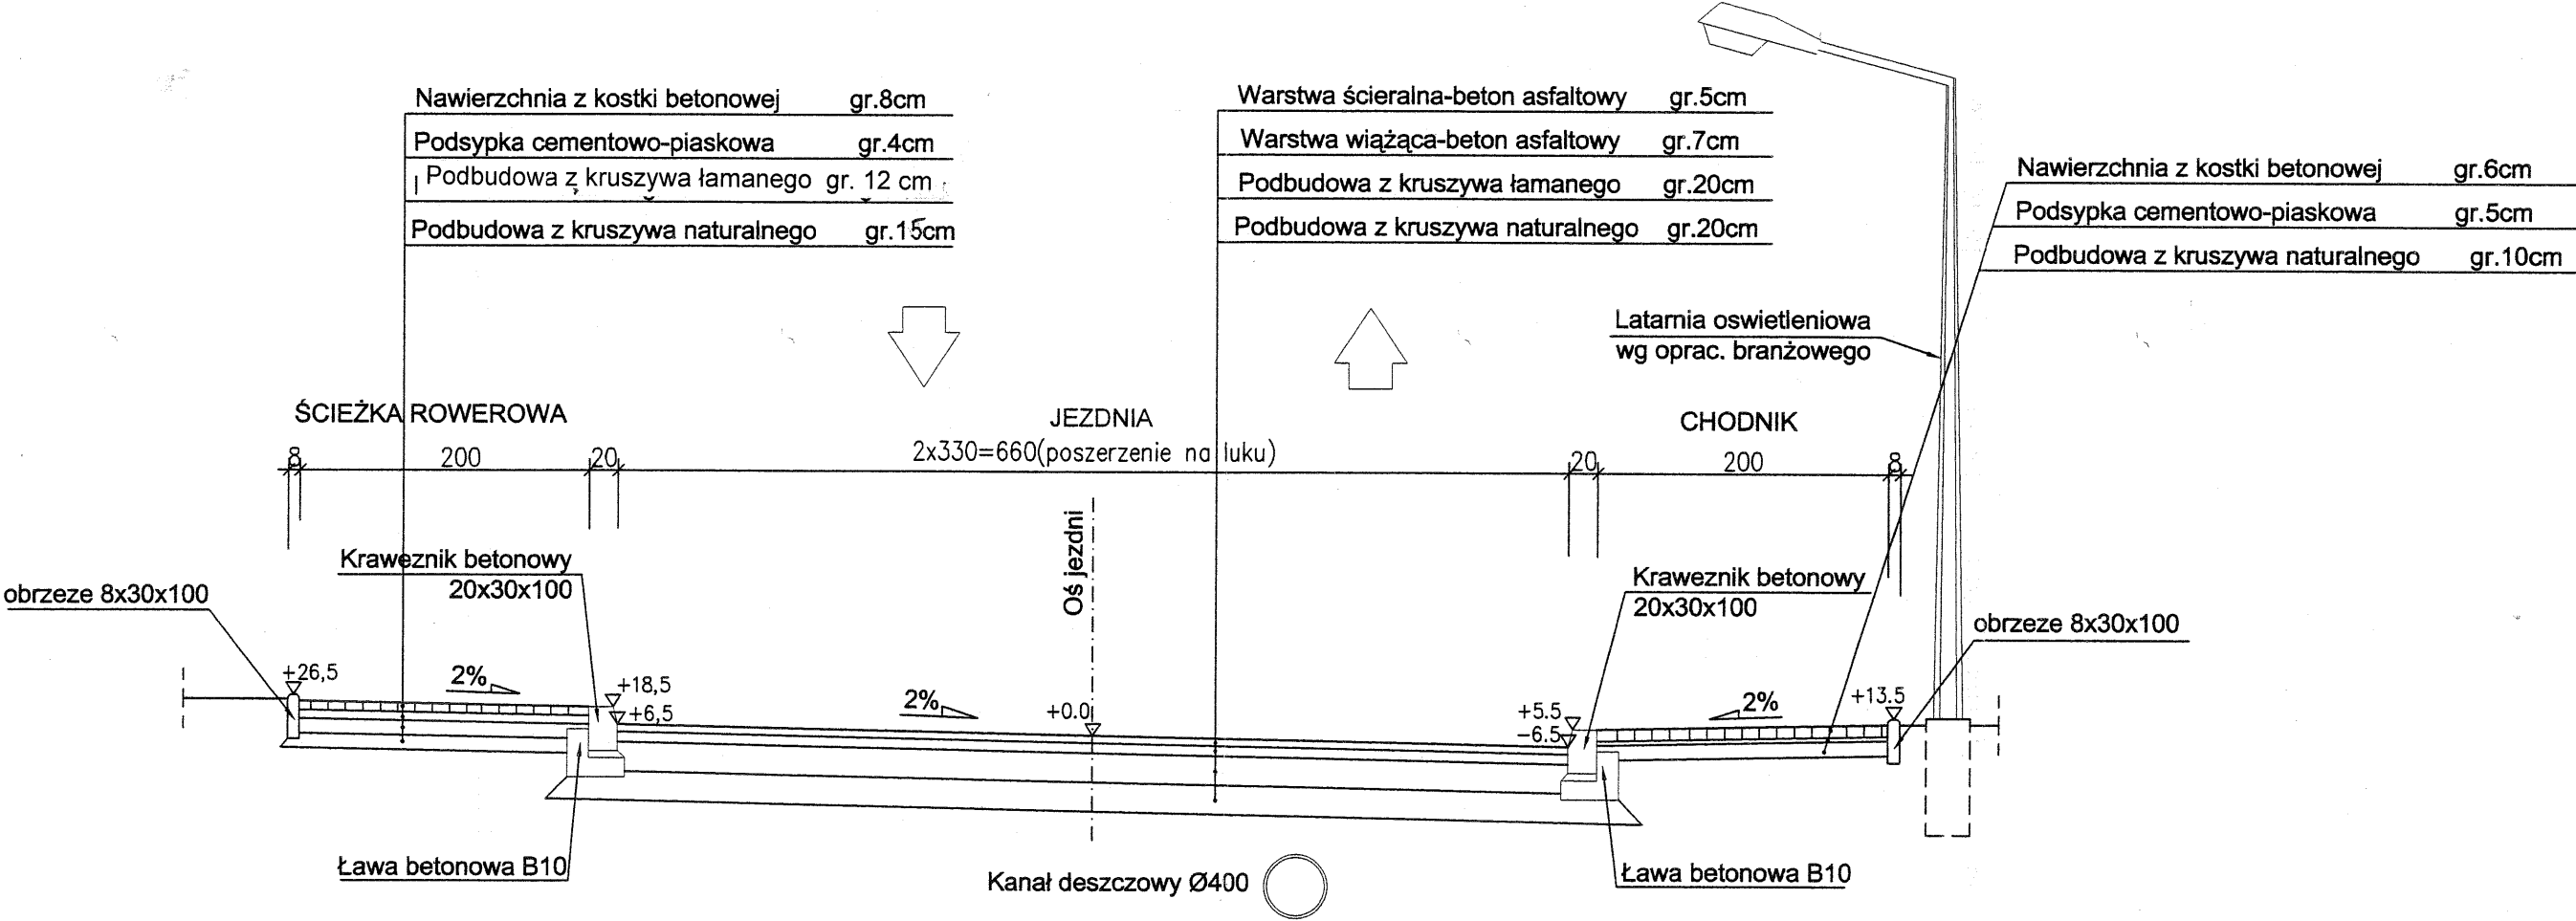 Nawierzchnia z kostki betonowej gr.8cm
Podsypka cementowo-piaskowa gr.4cm
Podbudowa z kruszywa łamanego gr. 12 cm
Podbudowa z kruszywa naturalnego gr.15cm
Warstwa ścieralna-beton asfaltowy gr.5cm
Warstwa wiążąca-beton asfaltowy gr.7cm
Podbudowa z kruszywa łamanego gr.20cm
Podbudowa z kruszywa naturalnego gr.20cm
Nawierzchnia z kostki betonowej gr.6cm
Podsypka cementowo-piaskowa gr.5cm
Podbudowa z kruszywa naturalnego gr.10cm
Latarnia oswietleniowa
wg oprac. branżowego
ŚCIEŻKA ROWEROWA
JEZDNIA
CHODNIK
8 200 20 2x330=660(poszerzenie na luku) 20 200 8
Oś jezdni
Kraweznik betonowy
20x30x100
obrzeze 8x30x100
Kraweznik betonowy
20x30x100
obrzeze 8x30x100
+26,5
2%
+18,5
+6,5
2%
+0.0
+5.5
-6.5
2%
+13.5
Ława betonowa B10
Kanał deszczowy Ø400
Ława betonowa B10